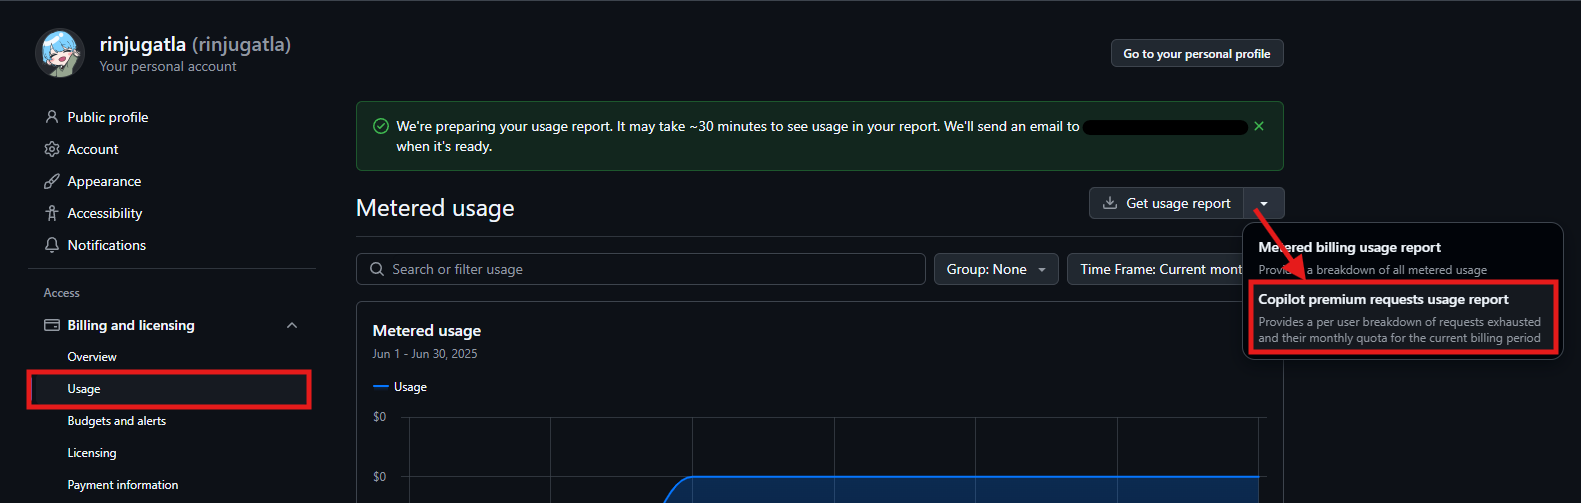 rinjugatla (rinjugatla)
Your personal account
Go to your personal profile
Public profile
Account
Appearance
Accessibility
Notifications
Access
Billing and licensing
Overview
Usage
Budgets and alerts
Licensing
Payment information
We're preparing your usage report. It may take ~30 minutes to see usage in your report. We'll send an email to
when it's ready.
Metered usage
Get usage report
Metered billing usage report
a breakdown of all metered usage
Copilot premium requests usage report
Provides a per user breakdown of requests exhausted
and their monthly quota for the current billing period
Search or filter usage
Group: None
Time Frame: Current
Metered usage
Jun 1 - Jun 30, 2025
Usage
$0
$0